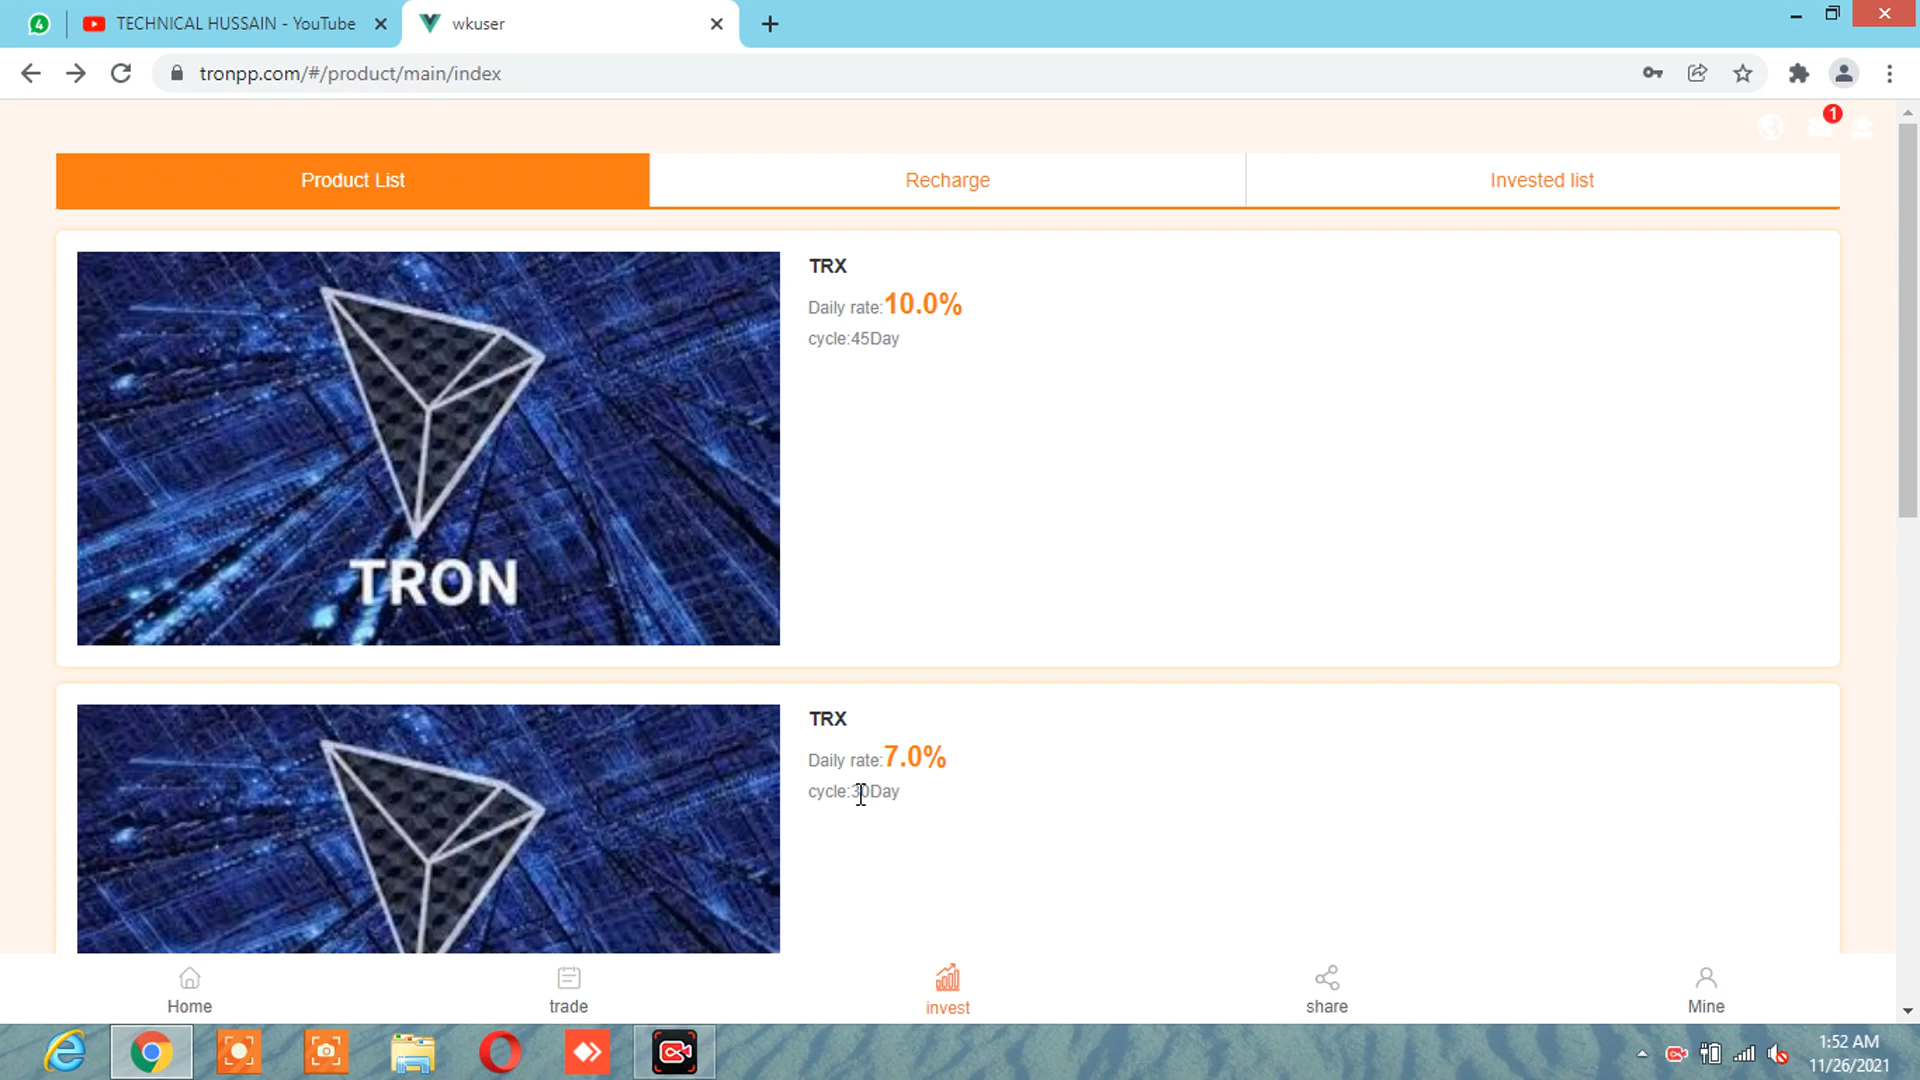 4
TECHNICAL HUSSAIN - YouTube
wkuser
tronpp.com/#/product/main/index
1
Product List
Recharge
Invested list
TRX
Daily rate:10.0%
cycle:45Day
TRON
TRX
Daily rate:7.0%
cycle:30Day
Home
trade
invest
share
Mine
1:52 AM
11/26/2021